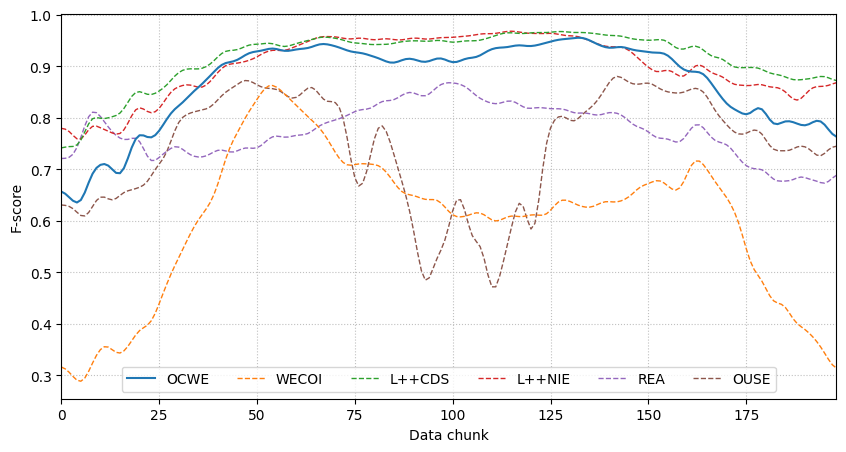 1.0
0.9
0.8
0.7
0.6
0.5
0.4
0.3
F-score
0 25 50 75 100 125 150 175
Data chunk
OCWE WECOI L++CDS L++NIE REA OUSE